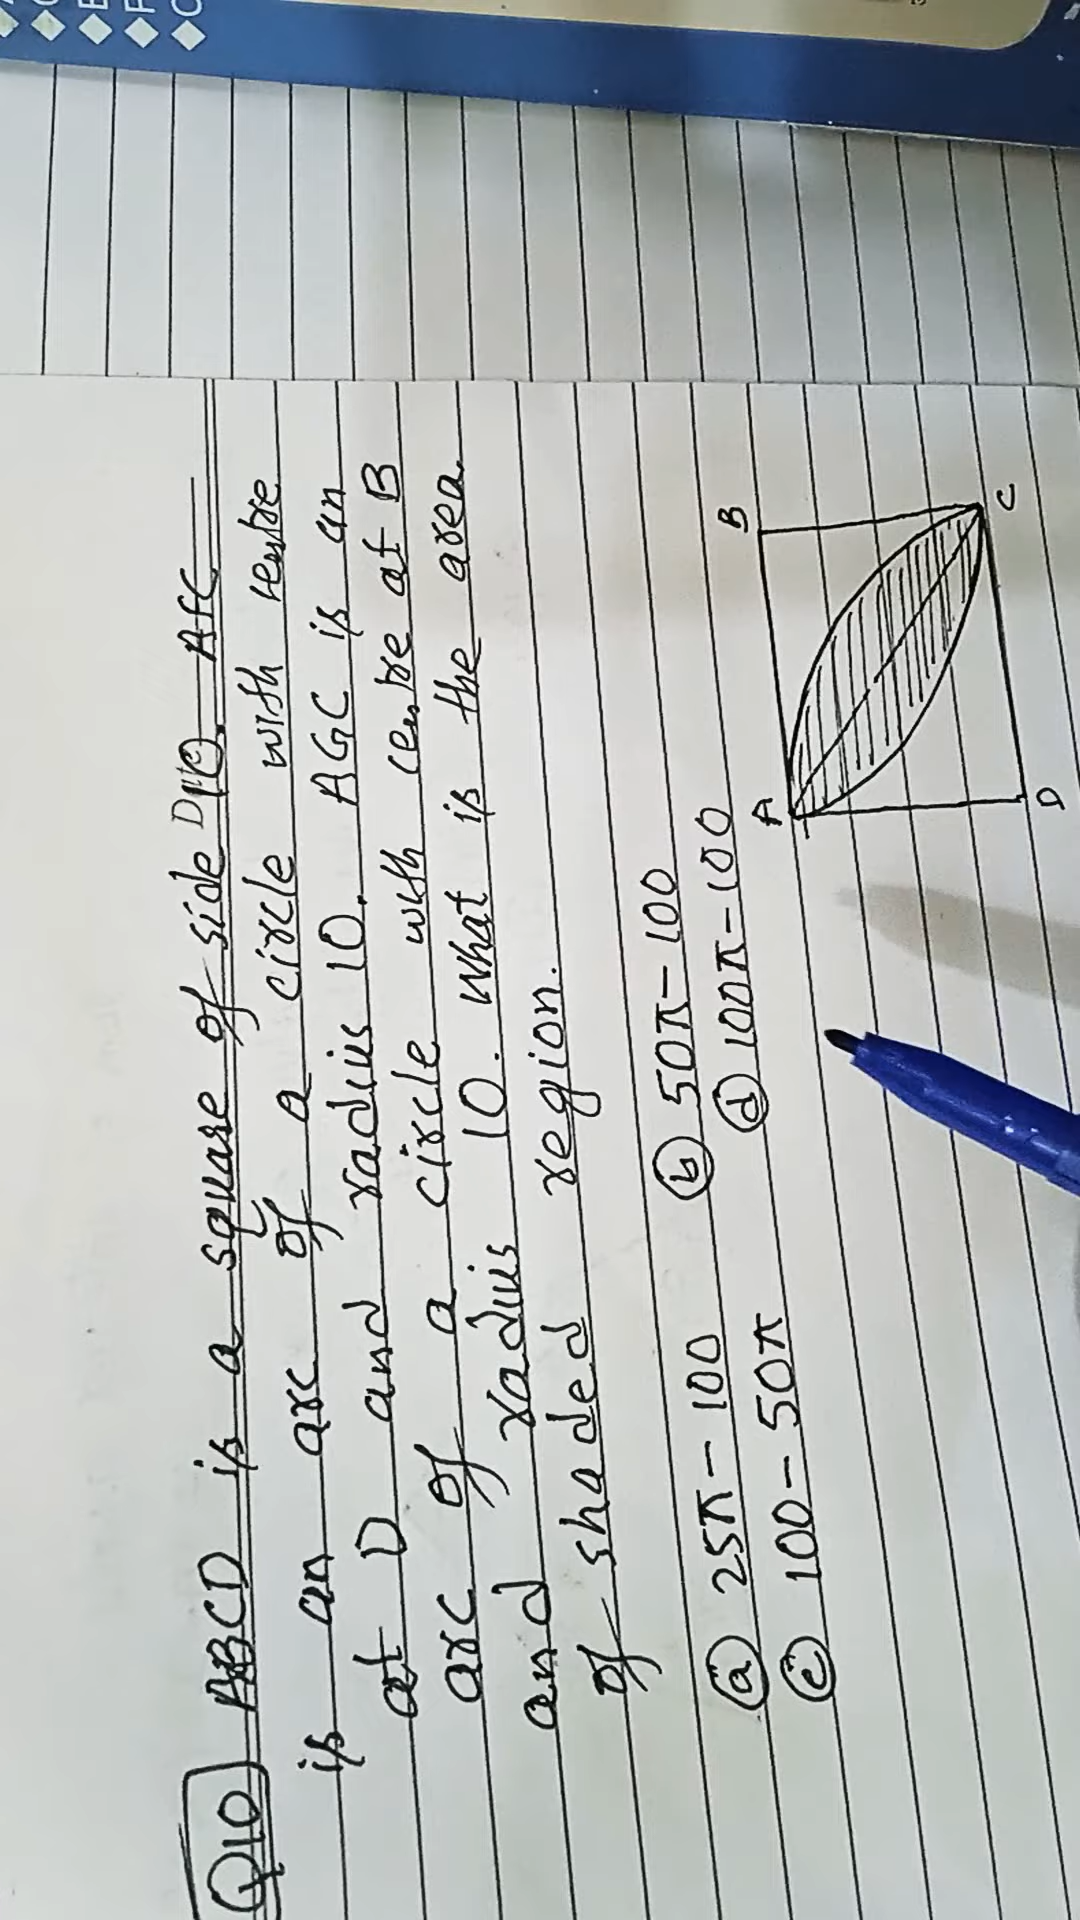 Q10 ABCD is a square of side 10. AFC
is an arc of a circle with centre
at D and radius 10. AGC is an
arc of a circle with centre at B
and radius 10. what is the area
of shaded region.
(a) 25π-100 (b) 50π-100
(c) 100-50π (d) 100π-100
A B
D C